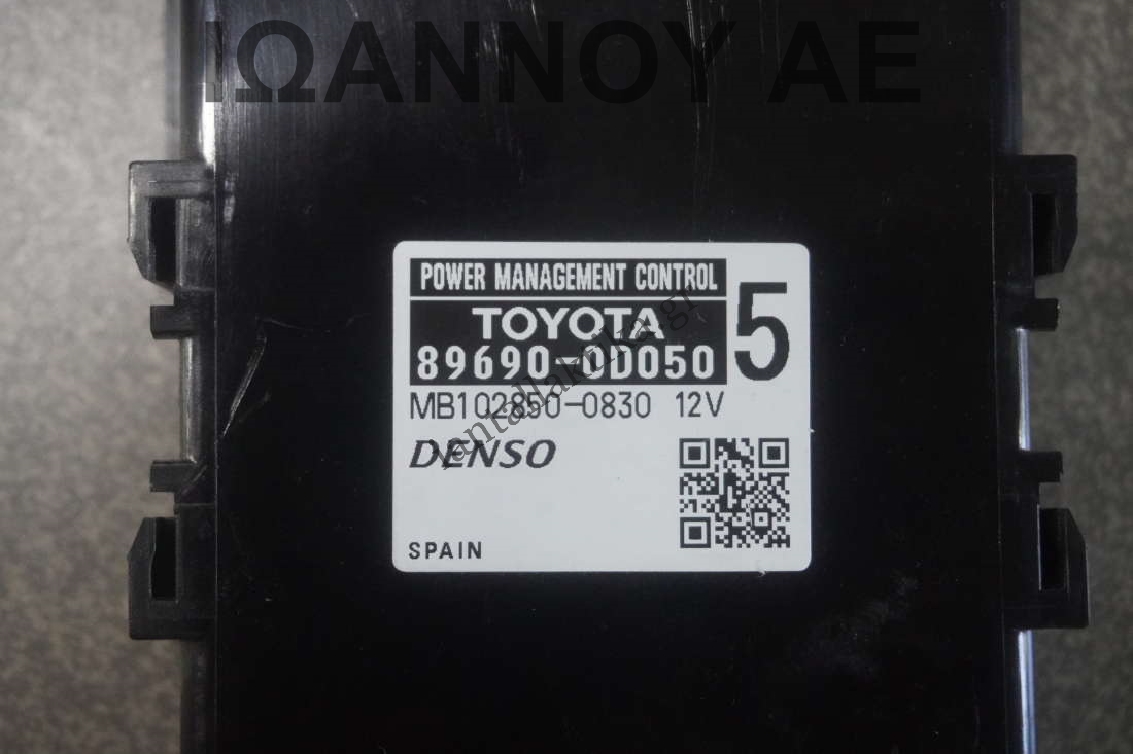 ΙΩΑΝΝΟΥ ΑΕ
POWER MANAGEMENT CONTROL
5
TOYOTA
89690-0D050
MB102850-0830 12V
DENSO
SPAIN